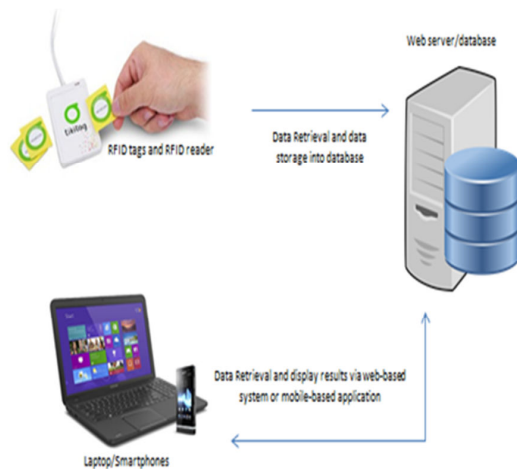 Web server/database
tikitag
RFID tags and RFID reader
Data Retrieval and data
storage into database
Data Retrieval and display results via web-based
system or mobile-based application
Laptop/Smartphones